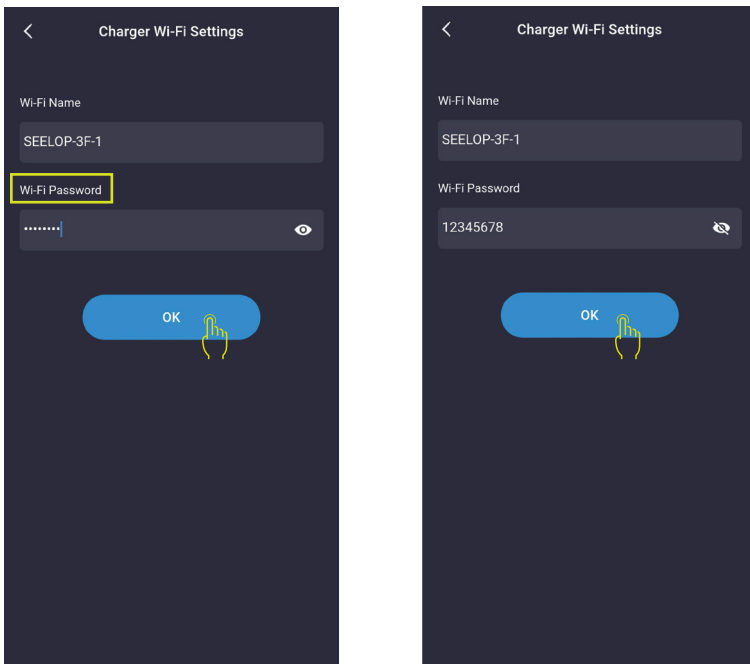 Charger Wi-Fi Settings
Wi-Fi Name
SEELOP-3F-1
Wi-Fi Password
••••••••
OK
Charger Wi-Fi Settings
Wi-Fi Name
SEELOP-3F-1
Wi-Fi Password
12345678
OK